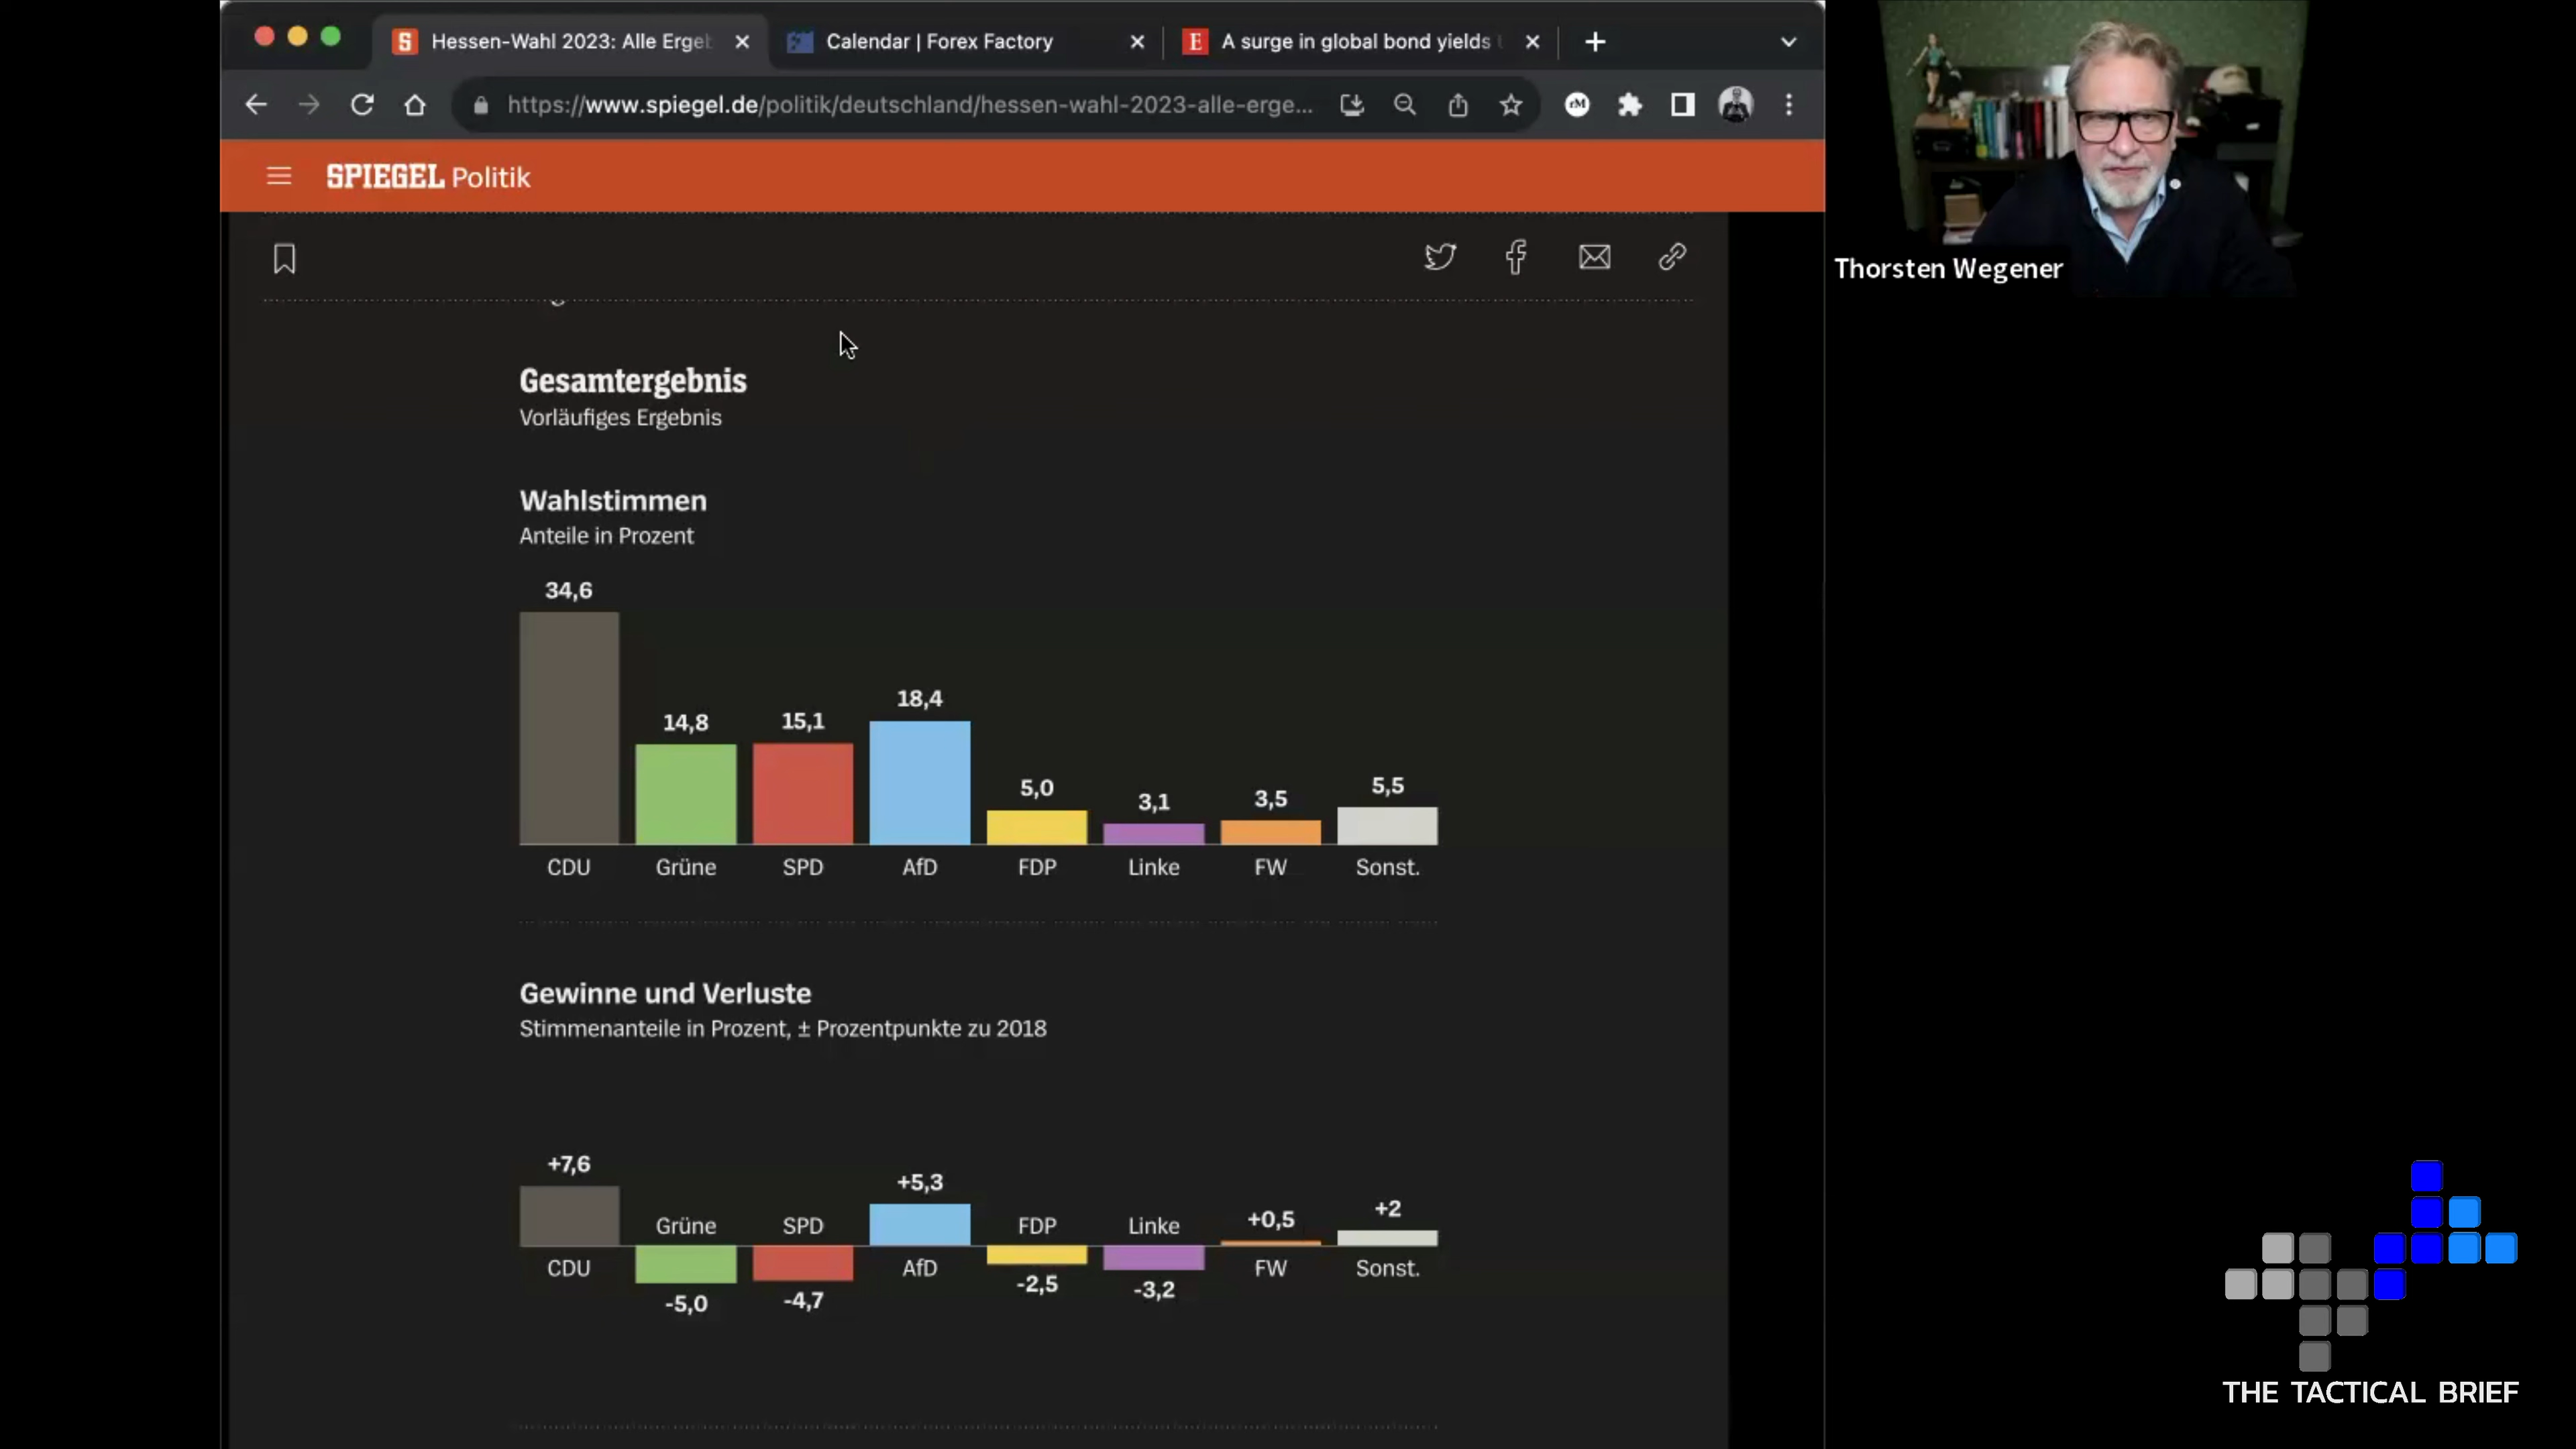 Hessen-Wahl 2023: Alle Ergeb
Calendar | Forex Factory
E
A surge in global bond yields
https://www.spiegel.de/politik/deutschland/hessen-wahl-2023-alle-erge...
rM
SPIEGEL Politik
Thorsten Wegener
Gesamtergebnis
Vorläufiges Ergebnis
Wahlstimmen
Anteile in Prozent
34,6
14,8
15,1
18,4
5,0
3,1
3,5
5,5
CDU
Grüne
SPD
AfD
FDP
Linke
FW
Sonst.
Gewinne und Verluste
Stimmenanteile in Prozent, ± Prozentpunkte zu 2018
+7,6
+5,3
+0,5
+2
Grüne
SPD
FDP
Linke
CDU
AfD
FW
Sonst.
-5,0
-4,7
-2,5
-3,2
THE TACTICAL BRIEF